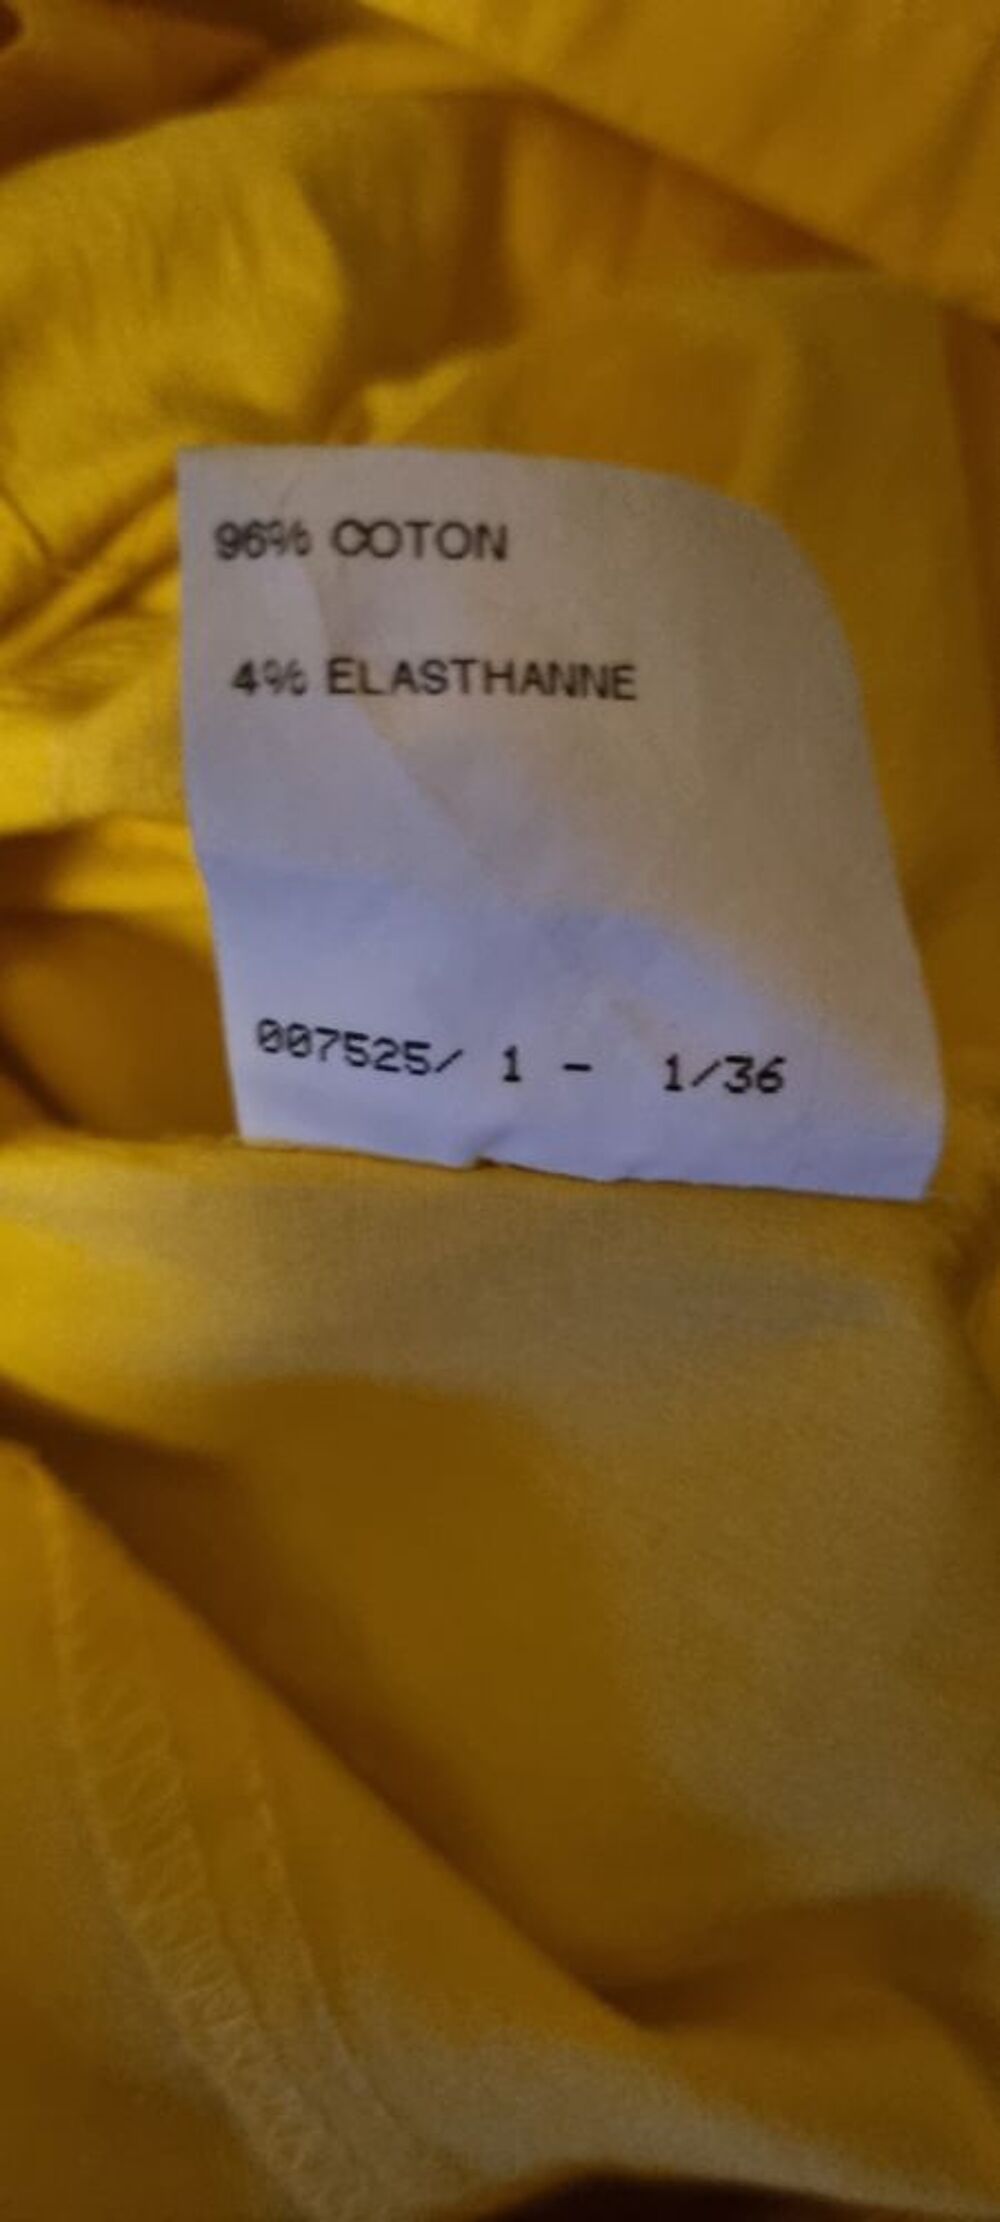 96% COTON
4% ELASTHANNE
007525/ 1 - 1/36